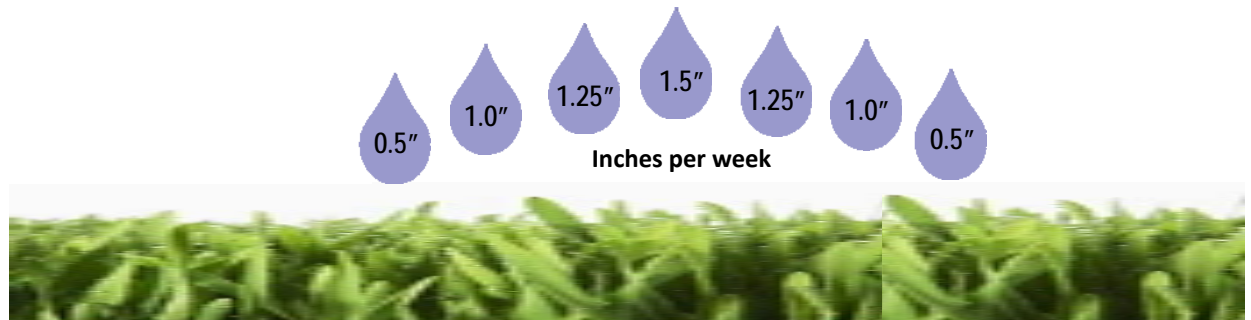 0.5” 1.0” 1.25” 1.5” 1.25” 1.0” 0.5”
Inches per week